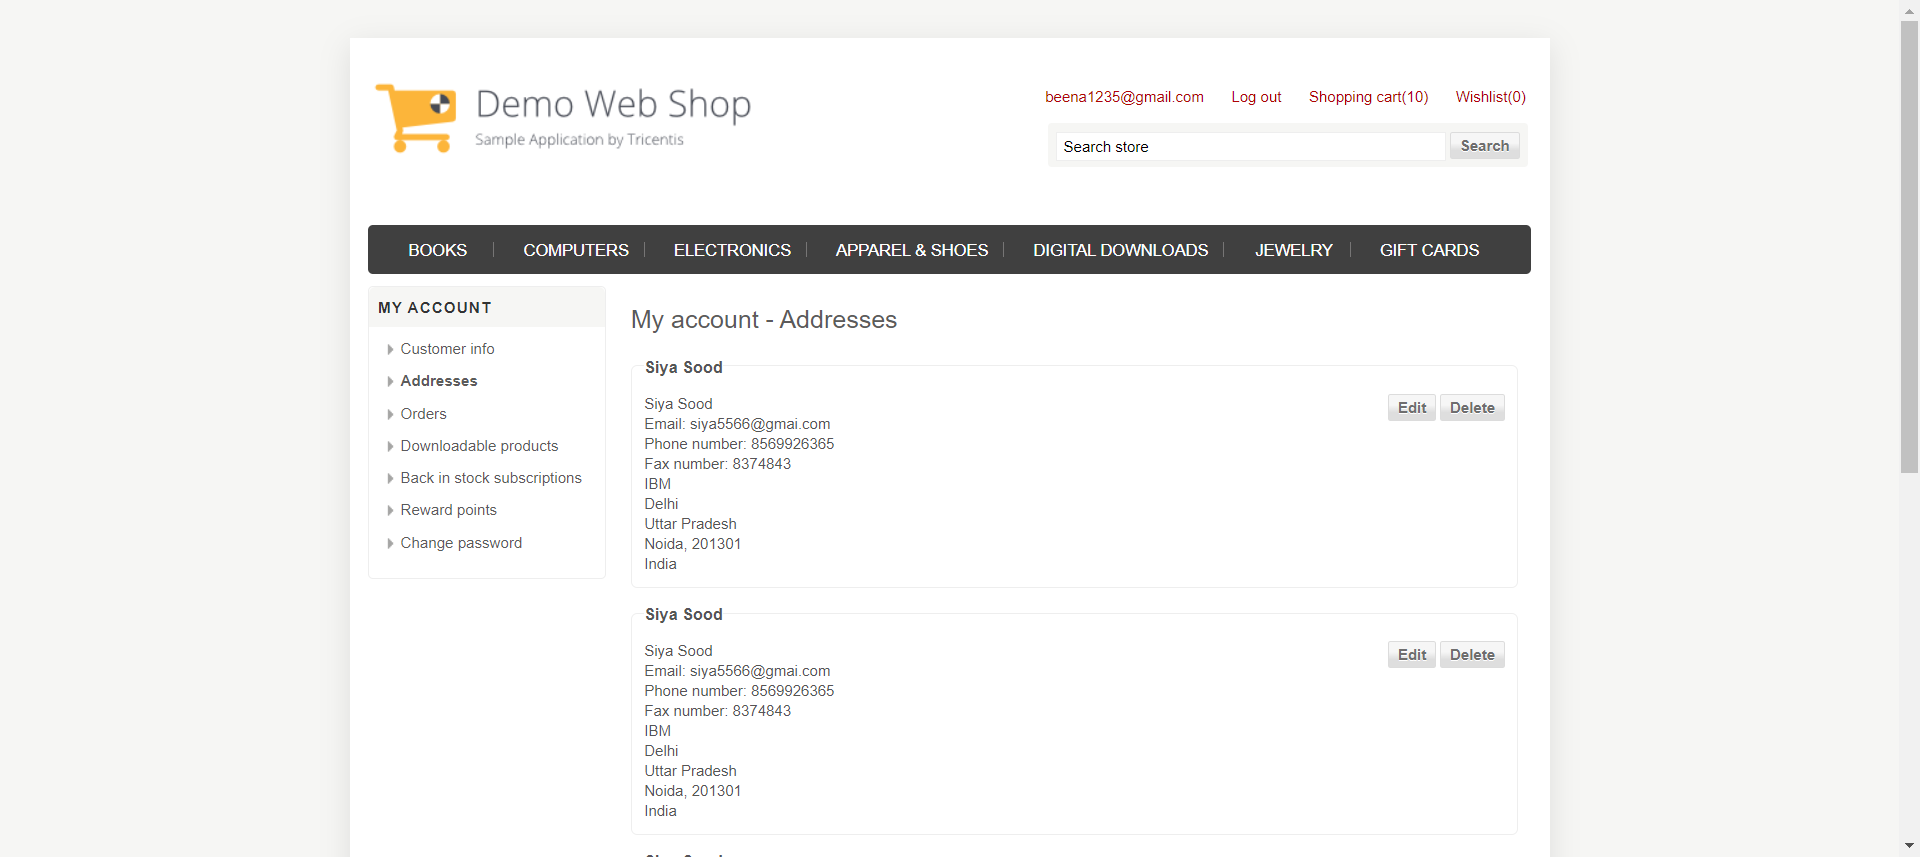 Demo Web Shop
Sample Application by Tricentis
beena1235@gmail.com Log out Shopping cart(10) Wishlist(0)
Search store Search
BOOKS COMPUTERS ELECTRONICS APPAREL & SHOES DIGITAL DOWNLOADS JEWELRY GIFT CARDS
MY ACCOUNT
Customer info
Addresses
Orders
Downloadable products
Back in stock subscriptions
Reward points
Change password
My account - Addresses
Siya Sood
Siya Sood
Email: siya5566@gmai.com
Phone number: 8569926365
Fax number: 8374843
IBM
Delhi
Uttar Pradesh
Noida, 201301
India
Edit Delete
Siya Sood
Siya Sood
Email: siya5566@gmai.com
Phone number: 8569926365
Fax number: 8374843
IBM
Delhi
Uttar Pradesh
Noida, 201301
India
Edit Delete